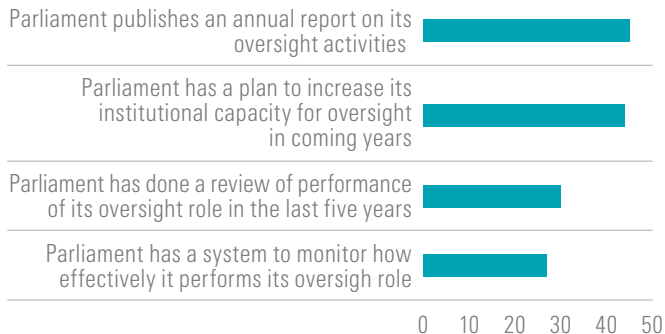 Parliament publishes an annual report on its
oversight activities
Parliament has a plan to increase its
institutional capacity for oversight
in coming years
Parliament has done a review of performance
of its oversight role in the last five years
Parliament has a system to monitor how
effectively it performs its oversigh role
0 10 20 30 40 50